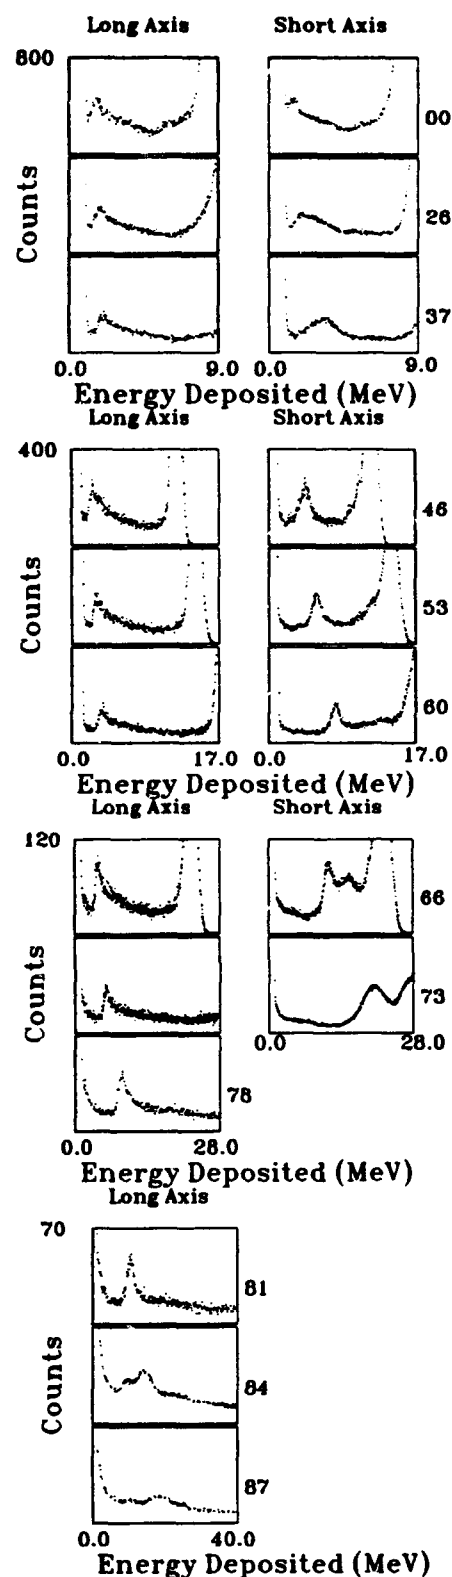 Long Axis Short Axis
800
00
26
37
Counts
0.0 9.0 0.0 9.0
Energy Deposited (MeV)
Long Axis Short Axis
400
46
53
60
Counts
0.0 17.0 0.0 17.0
Energy Deposited (MeV)
Long Axis Short Axis
120
66
73
0.0 28.0
78
Counts
0.0 28.0
Energy Deposited (MeV)
Long Axis
70
81
84
87
Counts
0.0 40.0
Energy Deposited (MeV)